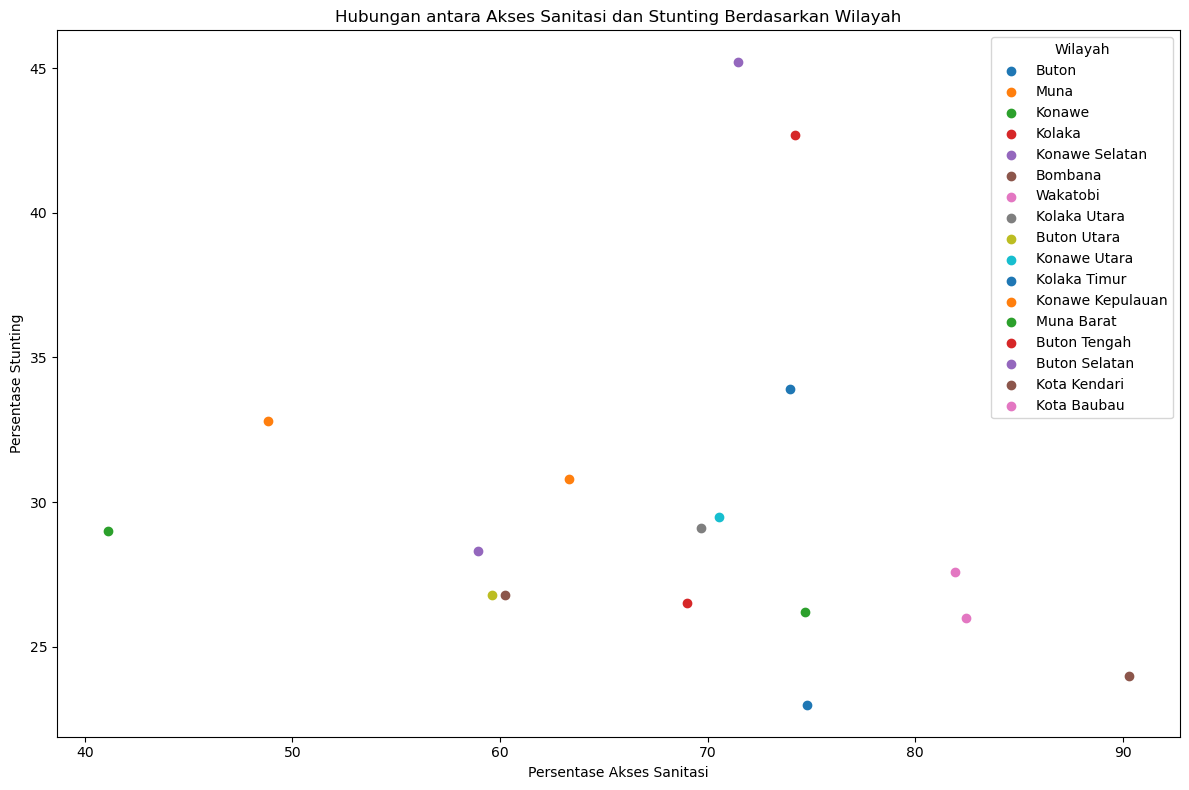 Hubungan antara Akses Sanitasi dan Stunting Berdasarkan Wilayah
Wilayah
Buton
Muna
Konawe
Kolaka
Konawe Selatan
Bombana
Wakatobi
Kolaka Utara
Buton Utara
Konawe Utara
Kolaka Timur
Konawe Kepulauan
Muna Barat
Buton Tengah
Buton Selatan
Kota Kendari
Kota Baubau
Persentase Stunting
45
40
35
30
25
40 50 60 70 80 90
Persentase Akses Sanitasi